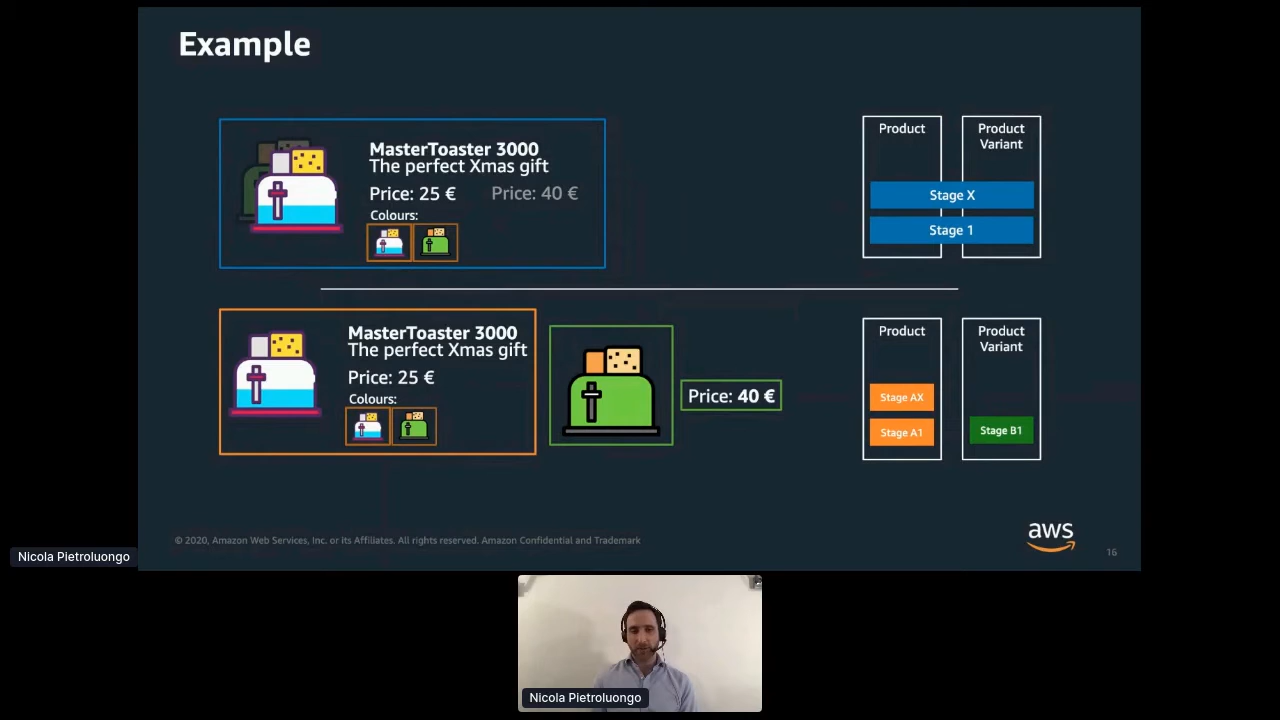 Example
MasterToaster 3000
The perfect Xmas gift
Price: 25 € Price: 40 €
Colours:
Product
Product
Variant
Stage X
Stage 1
MasterToaster 3000
The perfect Xmas gift
Price: 25 €
Colours:
Price: 40 €
Product
Product
Variant
Stage AX
Stage A1
Stage B1
© 2020, Amazon Web Services, Inc. or its Affiliates. All rights reserved. Amazon Confidential and Trademark
aws
16
Nicola Pietroluongo
Nicola Pietroluongo